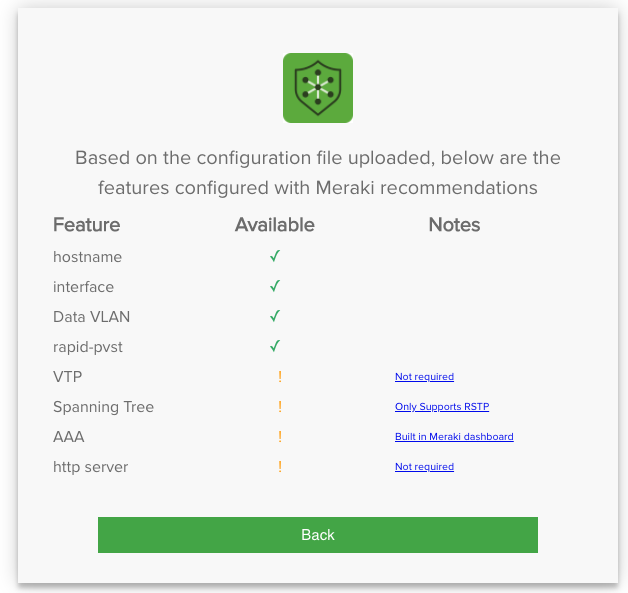 Based on the configuration file uploaded, below are the
features configured with Meraki recommendations
Feature Available Notes
hostname ✓
interface ✓
Data VLAN ✓
rapid-pvst ✓
VTP ! Not required
Spanning Tree ! Only Supports RSTP
AAA ! Built in Meraki dashboard
http server ! Not required
Back